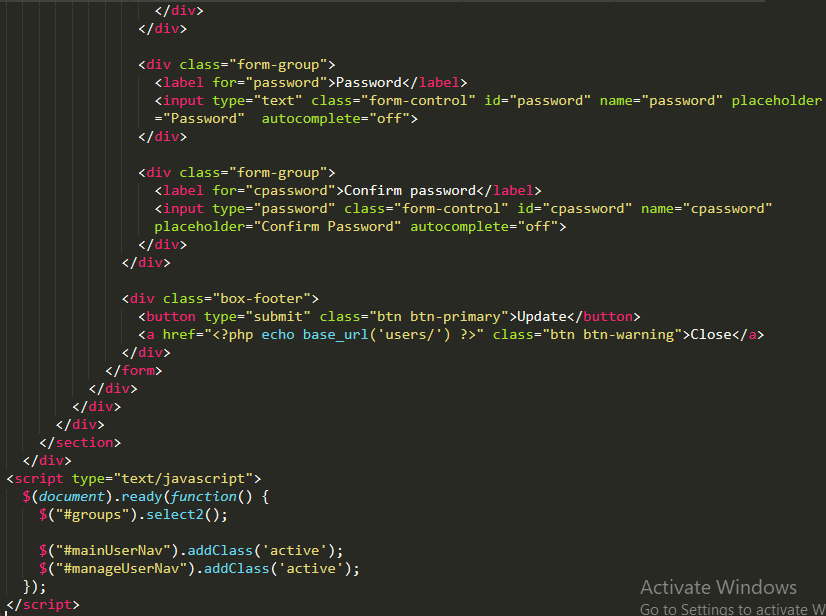 </div>
</div>
<div class="form-group">
<label for="password">Password</label>
<input type="text" class="form-control" id="password" name="password" placeholder
="Password"  autocomplete="off">
</div>
<div class="form-group">
<label for="cpassword">Confirm password</label>
<input type="password" class="form-control" id="cpassword" name="cpassword"
placeholder="Confirm Password" autocomplete="off">
</div>
</div>
<div class="box-footer">
<button type="submit" class="btn btn-primary">Update</button>
<a href="<?php echo base_url('users/') ?>" class="btn btn-warning">Close</a>
</div>
</form>
</div>
</div>
</div>
</section>
</div>
<script type="text/javascript">
$(document).ready(function() {
$("#groups").select2();
$("#mainUserNav").addClass('active');
$("#manageUserNav").addClass('active');
});
</script>
Activate Windows
Go to Settings to activate W